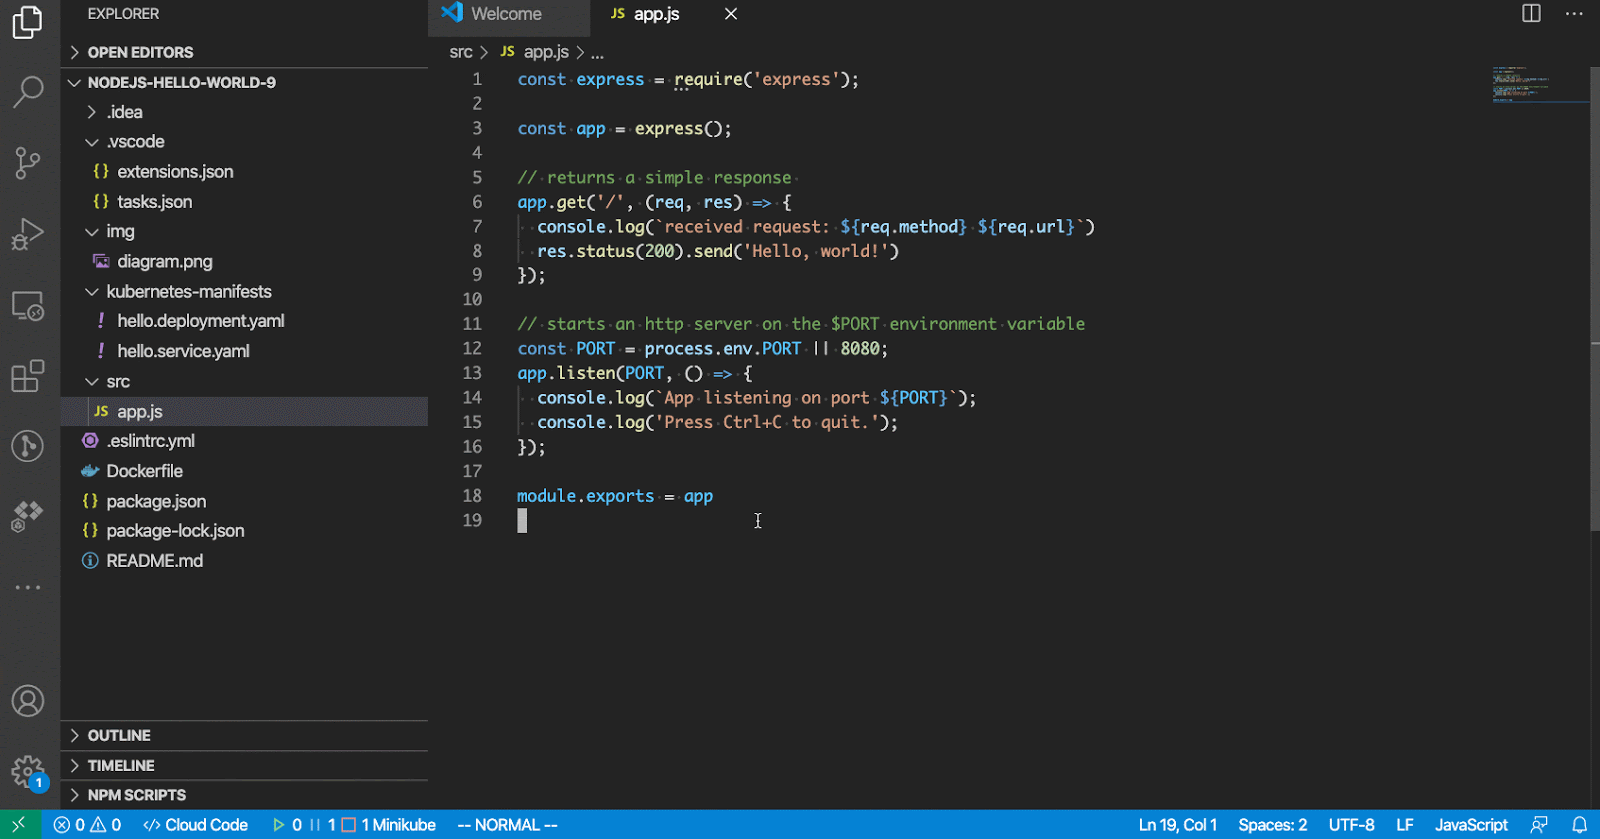 EXPLORER
OPEN EDITORS
NODEJS-HELLO-WORLD-9
.idea
.vscode
{} extensions.json
{} tasks.json
img
diagram.png
kubernetes-manifests
! hello.deployment.yaml
! hello.service.yaml
src
JS app.js
.eslintrc.yml
Dockerfile
{} package.json
{} package-lock.json
README.md
...
OUTLINE
TIMELINE
NPM SCRIPTS
1
Welcome
JS app.js
src > JS app.js > ...
1 const express = require('express');
2
3 const app = express();
4
5 // returns a simple response
6 app.get('/', (req, res) => {
7 console.log(`received request: ${req.method} ${req.url}`)
8 res.status(200).send('Hello, world!')
9 });
10
11 // starts an http server on the $PORT environment variable
12 const PORT = process.env.PORT || 8080;
13 app.listen(PORT, () => {
14 console.log(`App listening on port ${PORT}`);
15 console.log('Press Ctrl+C to quit.');
16 });
17
18 module.exports = app
19
0 0 </> Cloud Code 0 1 1 Minikube -- NORMAL -- Ln 19, Col 1 Spaces: 2 UTF-8 LF JavaScript